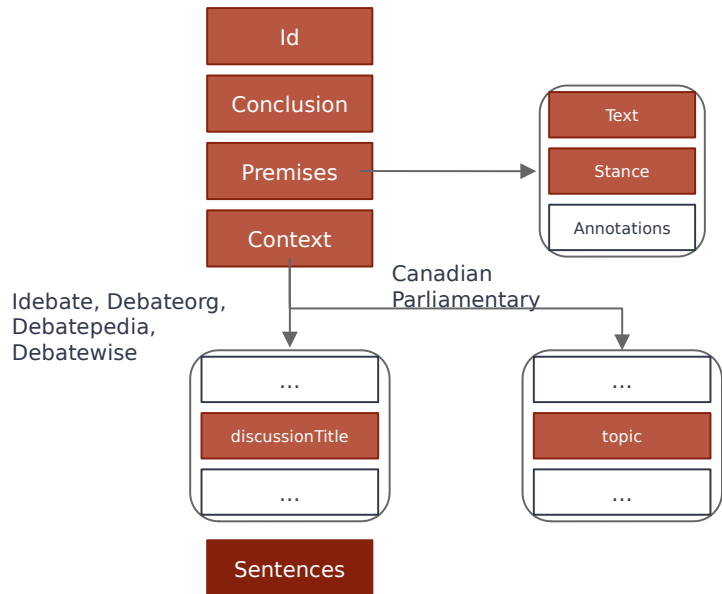 Id
Conclusion
Premises
Context
Text
Stance
Annotations
Idebate, Debateorg,
Debatepedia,
Debatewise
Canadian
Parliamentary
...
discussionTitle
...
...
topic
...
Sentences